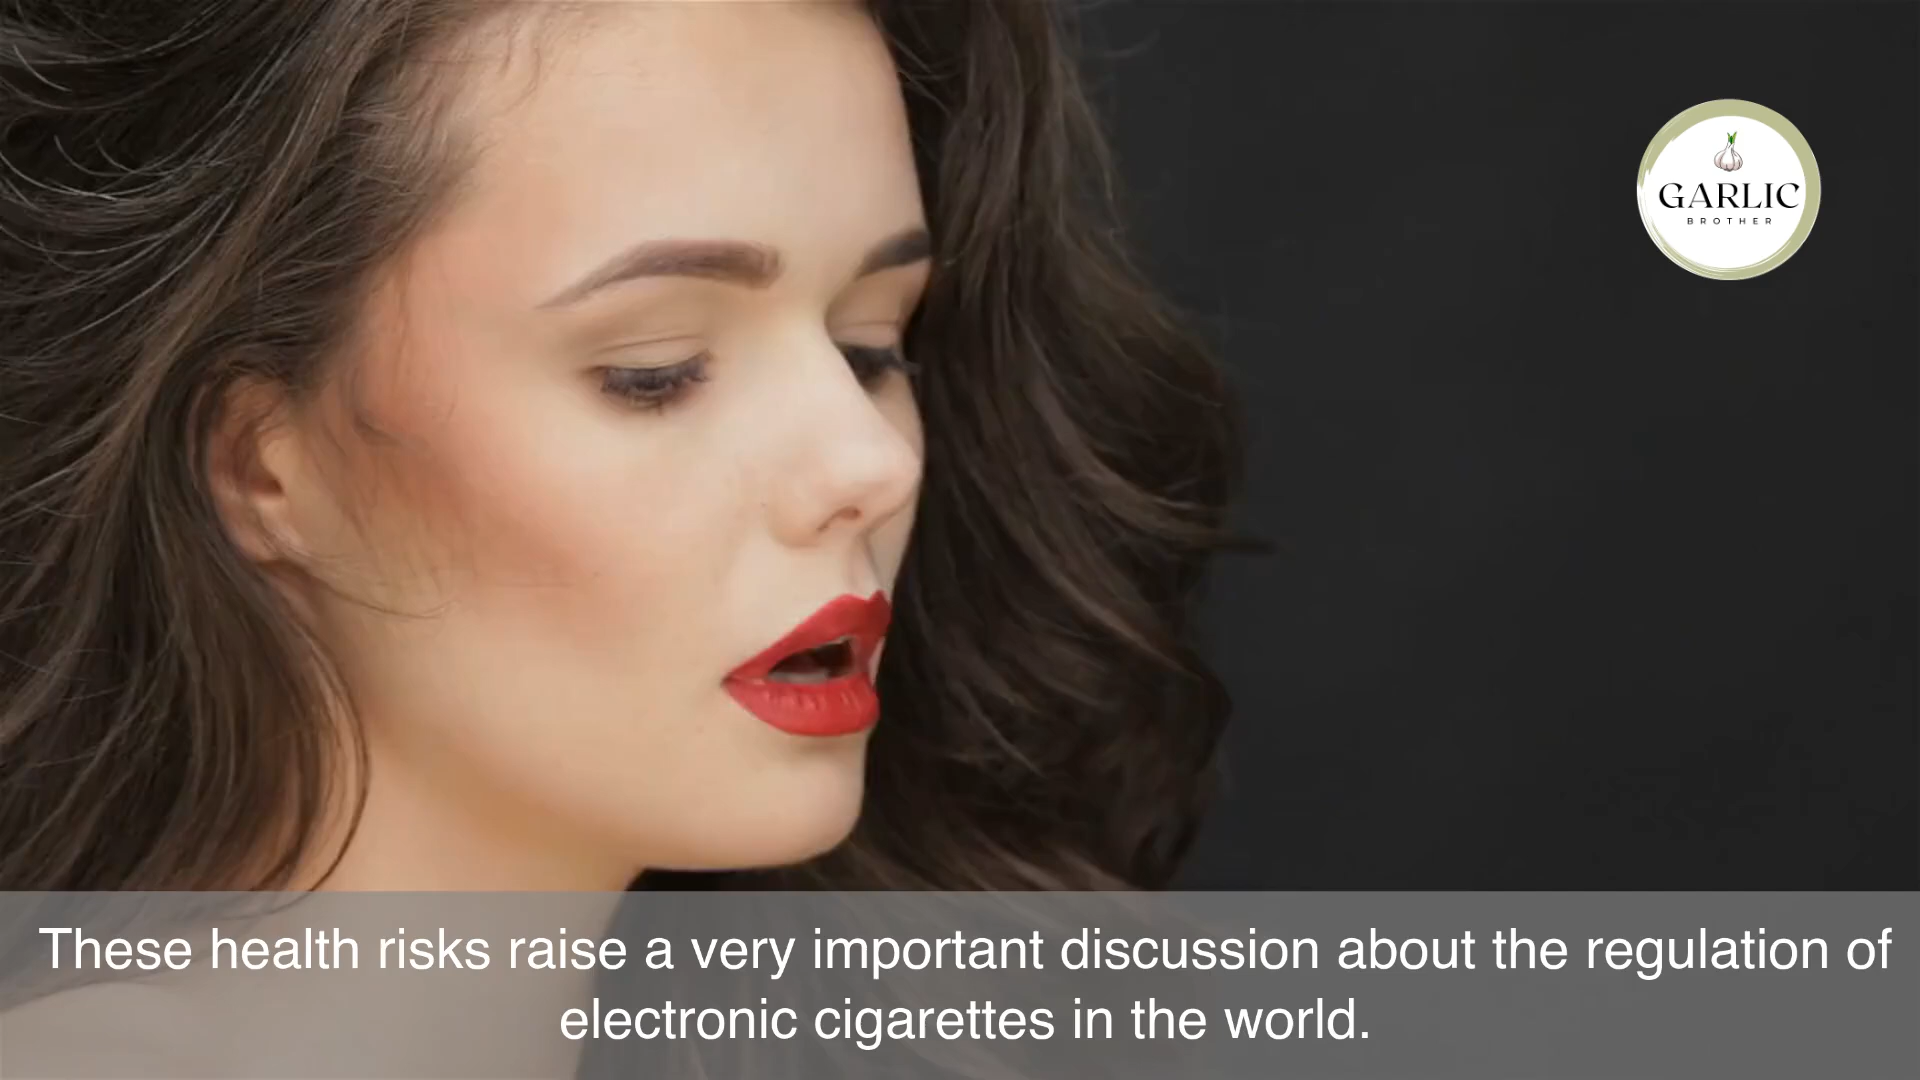 GARLIC
BROTHER
These health risks raise a very important discussion about the regulation of
electronic cigarettes in the world.